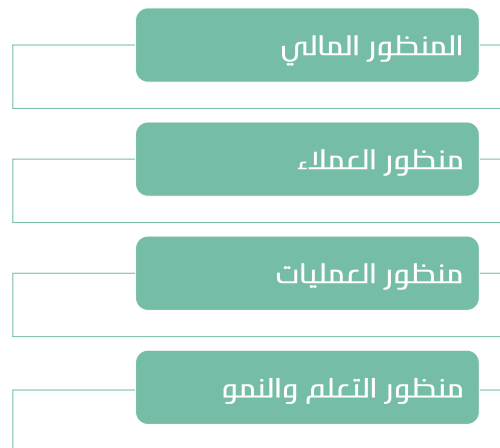 المنظور المالي
منظور العملاء
منظور العمليات
منظور التعلم والنمو